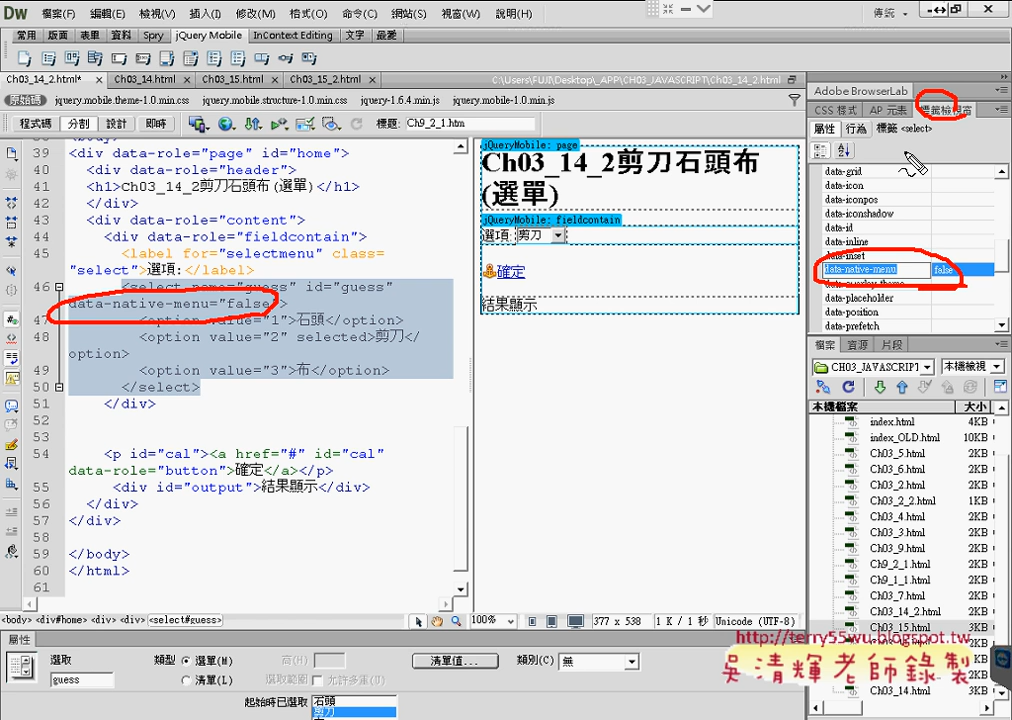 Dw 檔案(F) 編輯(E) 檢視(V) 插入(I) 修改(M) 格式(O) 命令(C) 網站(S) 視窗(W) 說明(H) 傳統
常用 版面 表單 資料 Spry jQuery Mobile InContext Editing 文字 最愛
Ch03_14_2.html* × Ch03_14.html × Ch03_15.html × Ch03_15_2.html × C:\Users\FUJI\Desktop\_APP\CH03_JAVASCRIPT\Ch03_14_2.html
原始碼 jquery.mobile.theme-1.0.min.css jquery.mobile.structure-1.0.min.css jquery-1.6.4.min.js jquery.mobile-1.0.min.js
程式碼 分割 設計 即時 標題: Ch9_2_1.htm
39 <div data-role="page" id="home">
40 <div data-role="header">
41 <h1>Ch03_14_2剪刀石頭布(選單)</h1>
42 </div>
43 <div data-role="content">
44 <div data-role="fieldcontain">
45 <label for="selectmenu" class=
"select">選項:</label>
46 <select name="guess" id="guess"
data-native-menu="false">
47 <option value="1">石頭</option>
48 <option value="2" selected>剪刀</
option>
49 <option value="3">布</option>
50 </select>
51 </div>
52
53
54 <p id="cal"><a href="#" id="cal"
data-role="button">確定</a></p>
55 <div id="output">結果顯示</div>
56 </div>
57 </div>
58
59 </body>
60 </html>
61
jQueryMobile: page
Ch03_14_2剪刀石頭布
(選單)
jQueryMobile: fieldcontain
選項: 剪刀
確定
結果顯示
<body> <div#home> <div> <div> <select#guess> 100% 377 x 538 1 K / 1 秒 Unicode (UTF-8)
屬性
選取 類型 選單(M) 高(H) 清單值... 類別(C) 無
guess 清單(L) 選取範圍 允許多重(U)
起始時已選取 石頭
剪刀
Adobe BrowserLab
CSS 樣式 AP 元素 標籤檢視窗
屬性 行為 標籤 <select>
data-grid
data-icon
data-iconpos
data-iconshadow
data-id
data-inline
data-inset
data-native-menu false
data-overlay-theme
data-placeholder
data-position
data-prefetch
檔案 資源 片段
CH03_JAVASCRIPT 本機檢視
本機檔案 大小
index.html 4KB
index_OLD.html 10KB
Ch03_5.html 2KB
Ch03_6.html 2KB
Ch03_2.html 2KB
Ch03_2_2.html 1KB
Ch03_4.html 2KB
Ch03_3.html 2KB
Ch03_9.html 2KB
Ch9_2_1.html 2KB
Ch9_1_1.html 2KB
Ch03_7.html 2KB
Ch03_14_2.html 2KB
Ch03_15.html 3KB
Ch03_14.html 3KB
http://terry55wu.blogspot.tw
吳清輝老師錄製